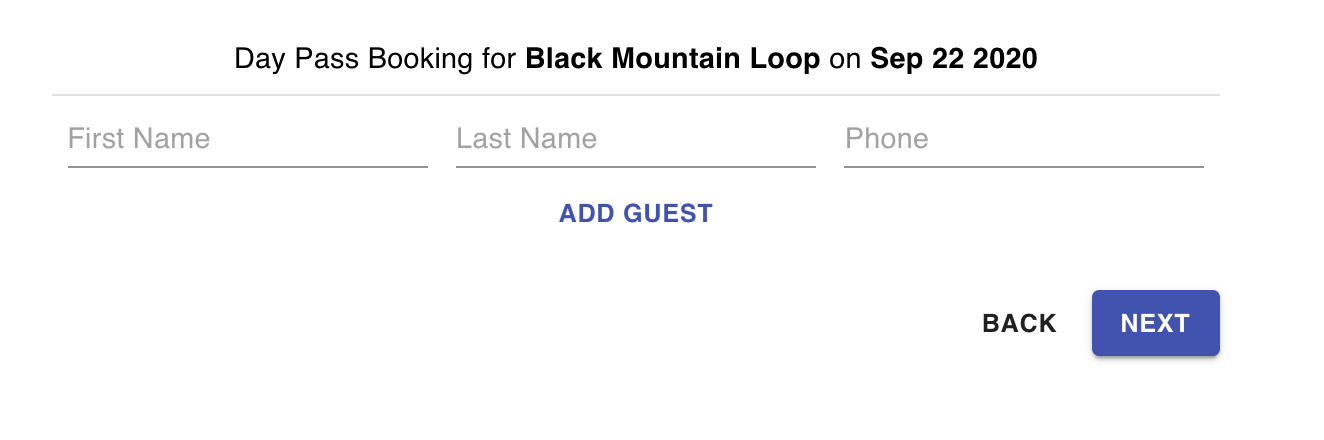 Day Pass Booking for Black Mountain Loop on Sep 22 2020
First Name Last Name Phone
ADD GUEST
BACK NEXT